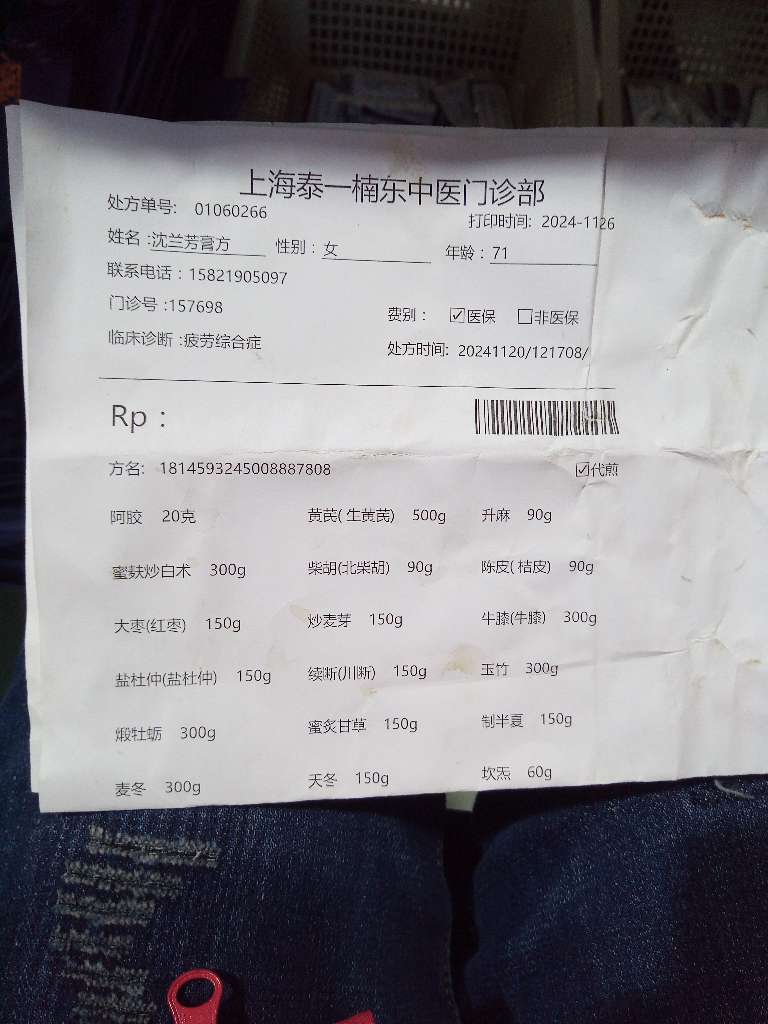 上海泰一楠东中医门诊部
处方单号: 01060266
打印时间: 2024-1126
姓名:沈兰芳膏方 性别:女 年龄:71
联系电话:15821905097
门诊号:157698
费别: ☑医保 □非医保
临床诊断:疲劳综合症
处方时间: 20241120/121708/
Rp:
方名: 1814593245008887808 ☑代煎
阿胶 20克 黄芪(生黄芪) 500g 升麻 90g
蜜麸炒白术 300g 柴胡(北柴胡) 90g 陈皮(桔皮) 90g
大枣(红枣) 150g 炒麦芽 150g 牛膝(牛膝) 300g
盐杜仲(盐杜仲) 150g 续断(川断) 150g 玉竹 300g
煅牡蛎 300g 蜜炙甘草 150g 制半夏 150g
麦冬 300g 天冬 150g 坎炁 60g